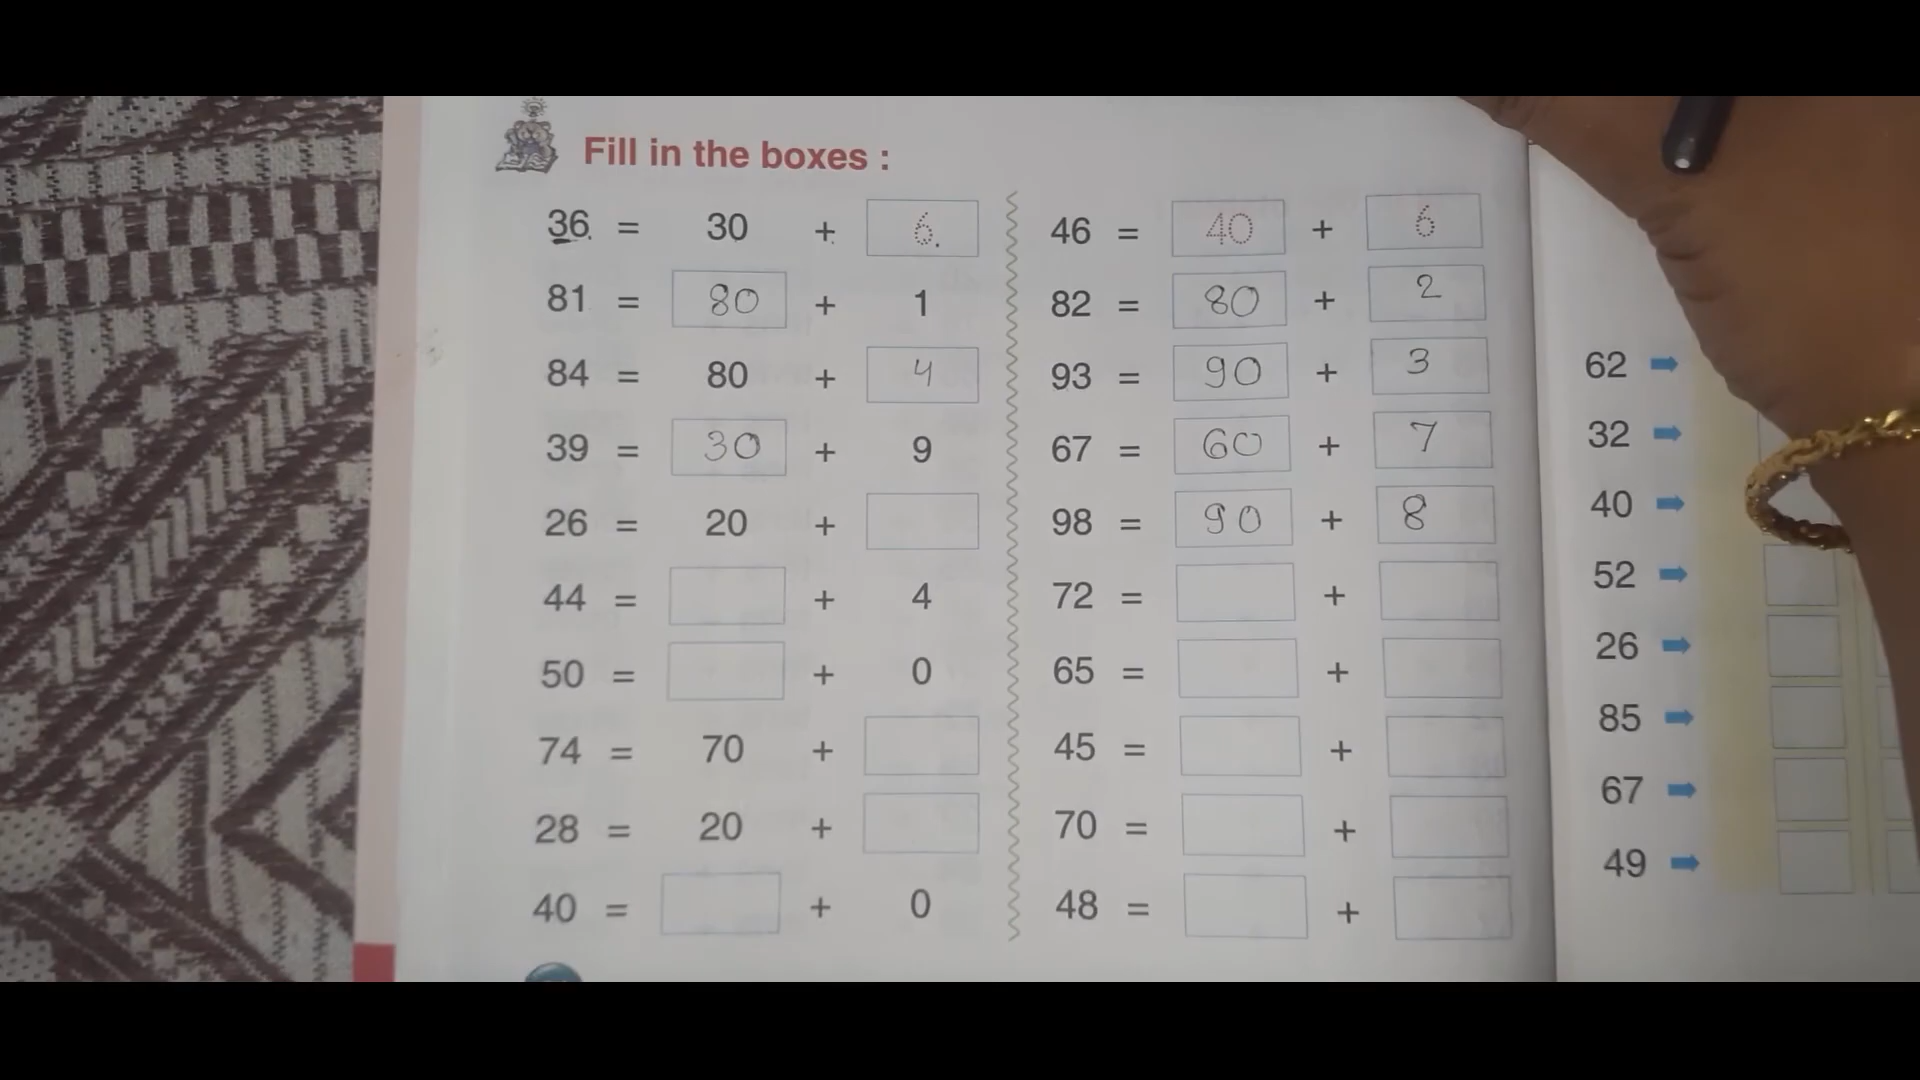 Fill in the boxes :
36 = 30 + 6
81 = 80 + 1
84 = 80 + 4
39 = 30 + 9
26 = 20 +
44 = + 4
50 = + 0
74 = 70 +
28 = 20 +
40 = + 0
46 = 40 + 6
82 = 80 + 2
93 = 90 + 3
67 = 60 + 7
98 = 90 + 8
72 = +
65 = +
45 = +
70 = +
48 = +
62 ➡
32 ➡
40 ➡
52 ➡
26 ➡
85 ➡
67 ➡
49 ➡